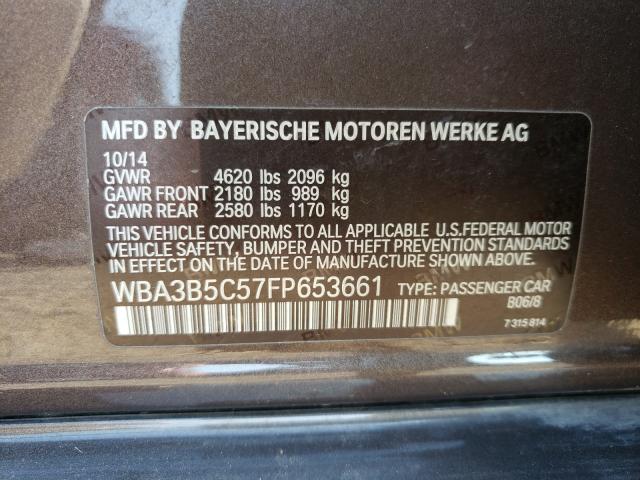 MFD BY BAYERISCHE MOTOREN WERKE AG
10/14
GVWR 4620 lbs 2096 kg
GAWR FRONT 2180 lbs 989 kg
GAWR REAR 2580 lbs 1170 kg
THIS VEHICLE CONFORMS TO ALL APPLICABLE U.S.FEDERAL MOTOR
VEHICLE SAFETY, BUMPER AND THEFT PREVENTION STANDARDS
IN EFFECT ON THE DATE OF MANUFACTURE SHOWN ABOVE.
WBA3B5C57FP653661 TYPE: PASSENGER CAR
B06/8
7 315 814